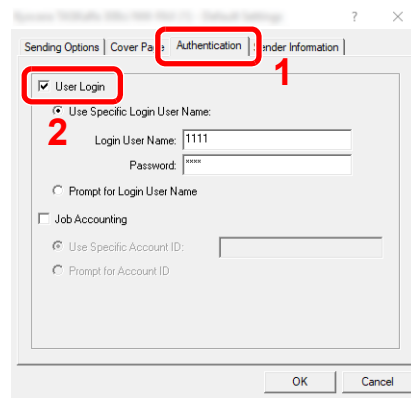 ? ×
Sending Options Cover Pa e Authentication ender Information
1
User Login
Use Specific Login User Name:
2
Login User Name: 1111
Password: ****
Prompt for Login User Name
Job Accounting
Use Specific Account ID:
Prompt for Account ID
OK Cancel